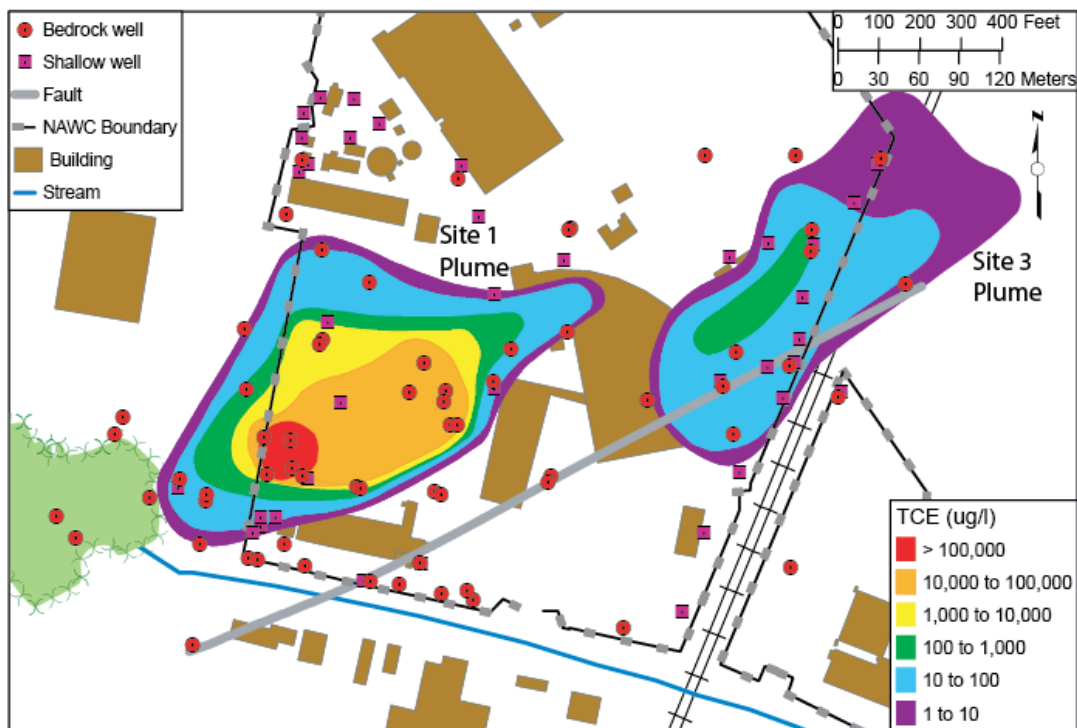 Bedrock well
Shallow well
Fault
NAWC Boundary
Building
Stream
0 100 200 300 400 Feet
0 30 60 90 120 Meters
N
Site 1
Plume
Site 3
Plume
TCE (ug/l)
> 100,000
10,000 to 100,000
1,000 to 10,000
100 to 1,000
10 to 100
1 to 10